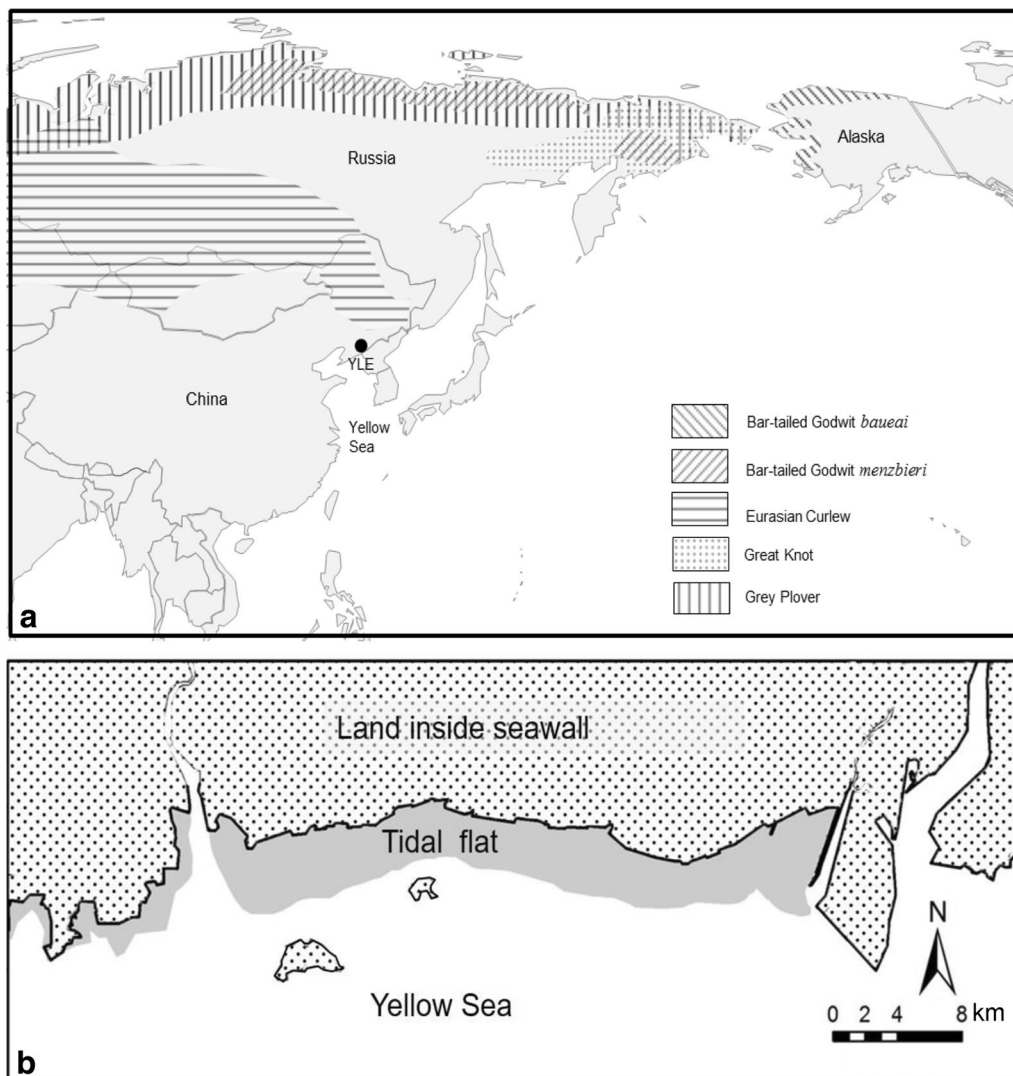 Russia
Alaska
YLE
China
Yellow
Sea
Bar-tailed Godwit baueai
Bar-tailed Godwit menzbieri
Eurasian Curlew
Great Knot
Grey Plover
a
Land inside seawall
Tidal flat
N
0 2 4 8 km
Yellow Sea
b